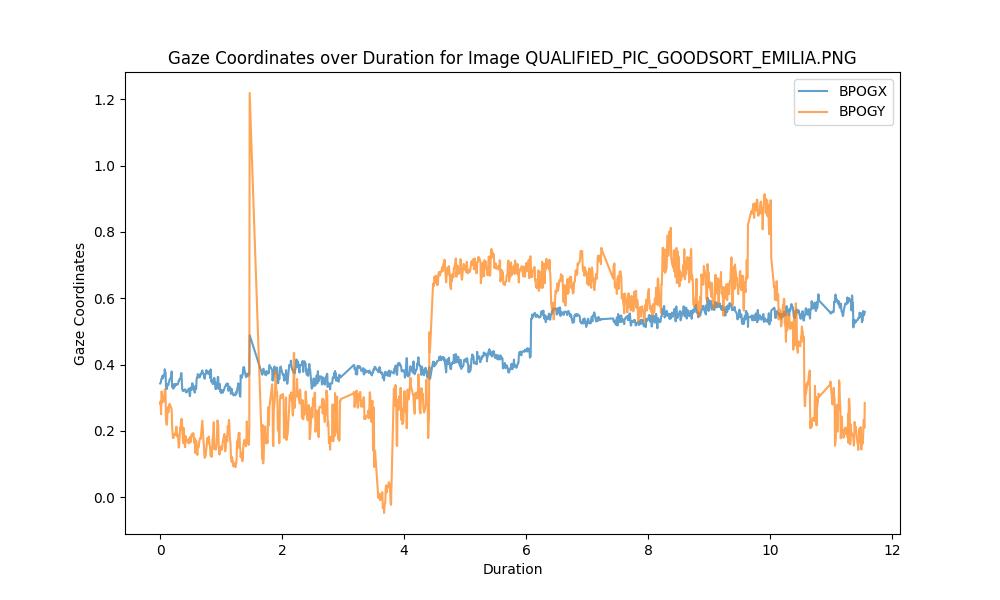 Gaze Coordinates over Duration for Image QUALIFIED_PIC_GOODSORT_EMILIA.PNG
BPOGX
BPOGY
1.2
1.0
0.8
0.6
0.4
0.2
0.0
Gaze Coordinates
0 2 4 6 8 10 12
Duration